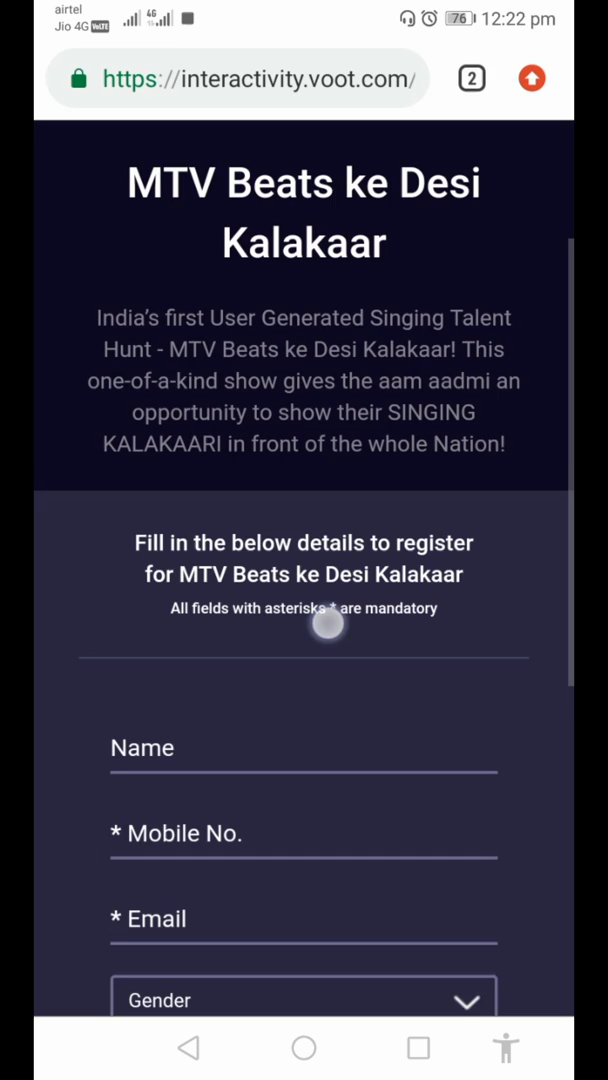 airtel
Jio 4G VoLTE
4G
76
12:22 pm
https://interactivity.voot.com/
2
MTV Beats ke Desi
Kalakaar
India’s first User Generated Singing Talent
Hunt - MTV Beats ke Desi Kalakaar! This
one-of-a-kind show gives the aam aadmi an
opportunity to show their SINGING
KALAKAARI in front of the whole Nation!
Fill in the below details to register
for MTV Beats ke Desi Kalakaar
All fields with asterisks * are mandatory
Name
* Mobile No.
* Email
Gender